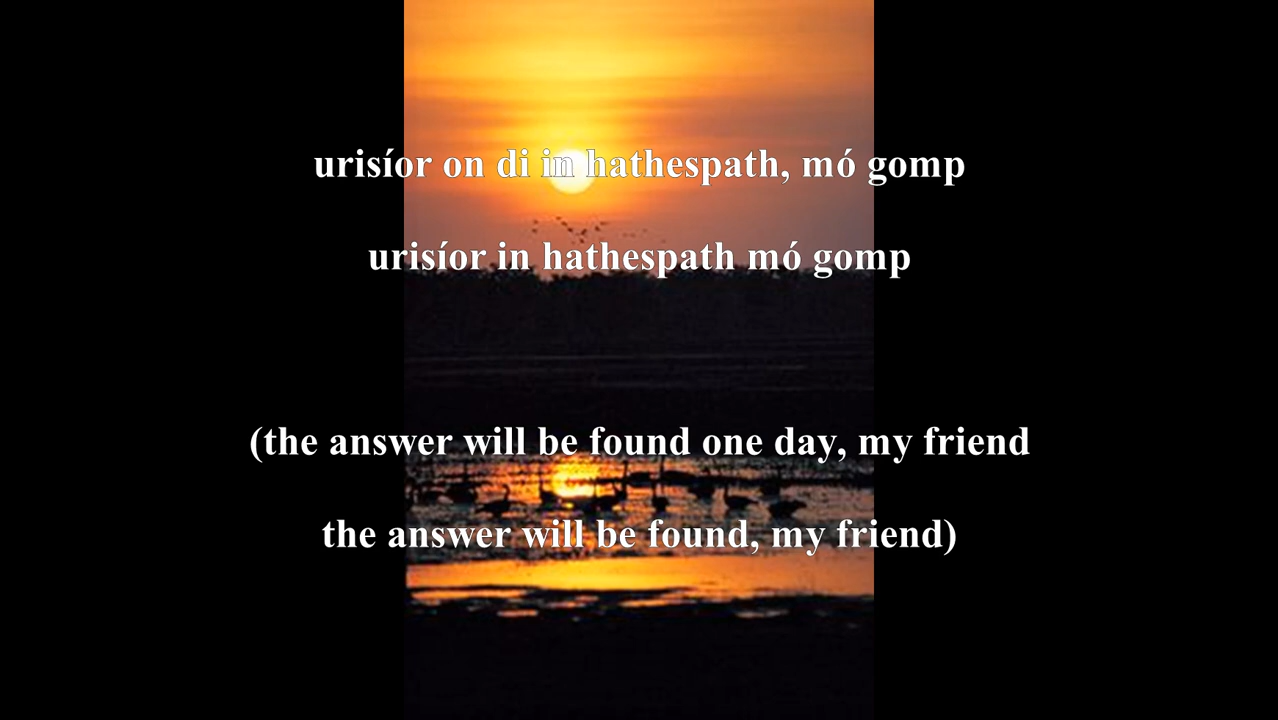 urisíor on di in hathespath, mó gomp
urisíor in hathespath mó gomp
(the answer will be found one day, my friend
the answer will be found, my friend)